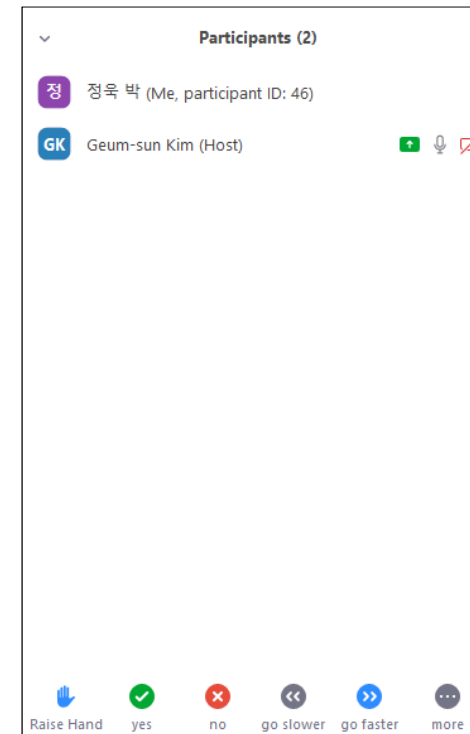 Participants (2)
정 정욱 박 (Me, participant ID: 46)
GK Geum-sun Kim (Host)
Raise Hand yes no go slower go faster more